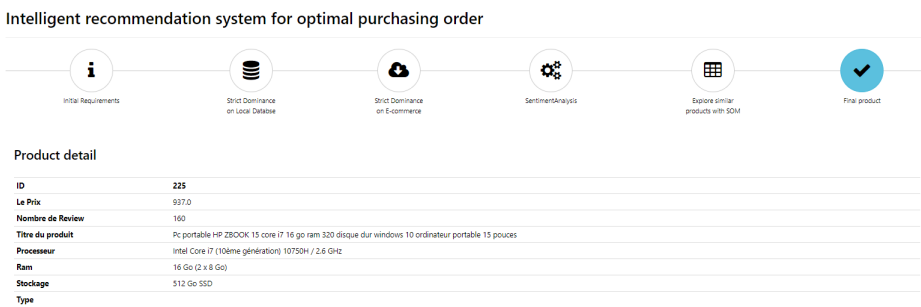 Intelligent recommendation system for optimal purchasing order
Initial Requirements
Strict Dominance
on Local Databse
Strict Dominance
on E-commerce
SentimentAnalysis
Explore similar
products with SOM
Final product
Product detail
ID 225
Le Prix 937.0
Nombre de Review 160
Titre du produit Pc portable HP ZBOOK 15 core i7 16 go ram 320 disque dur windows 10 ordinateur portable 15 pouces
Processeur Intel Core i7 (10ème génération) 10750H / 2.6 GHz
Ram 16 Go (2 x 8 Go)
Stockage 512 Go SSD
Type